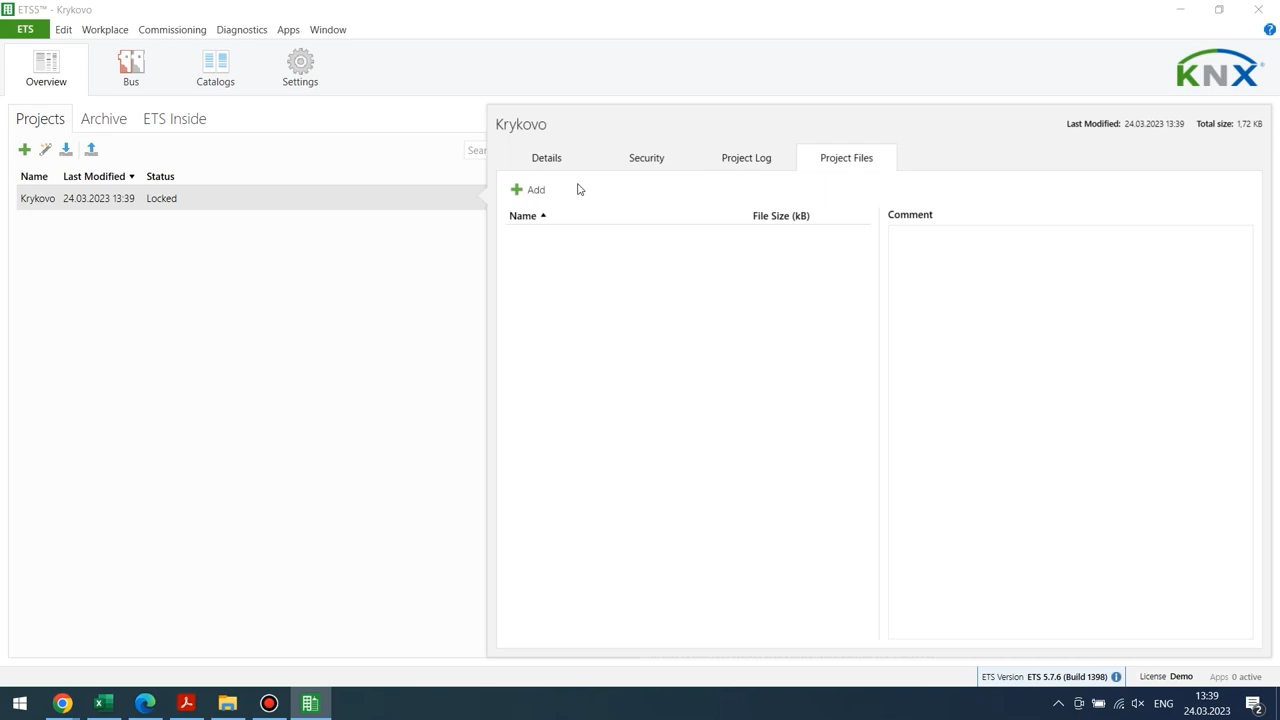 ETS5™ - Krykovo
ETS Edit Workplace Commissioning Diagnostics Apps Window
Overview Bus Catalogs Settings
KNX
Projects Archive ETS Inside
Krykovo
Last Modified: 24.03.2023 13:39 Total size: 1,72 KB
Sear
Details Security Project Log Project Files
Name Last Modified Status
Krykovo 24.03.2023 13:39 Locked
Add
Name File Size (kB) Comment
ETS Version ETS 5.7.6 (Build 1398) License Demo Apps 0 active
ENG
13:39
24.03.2023
2